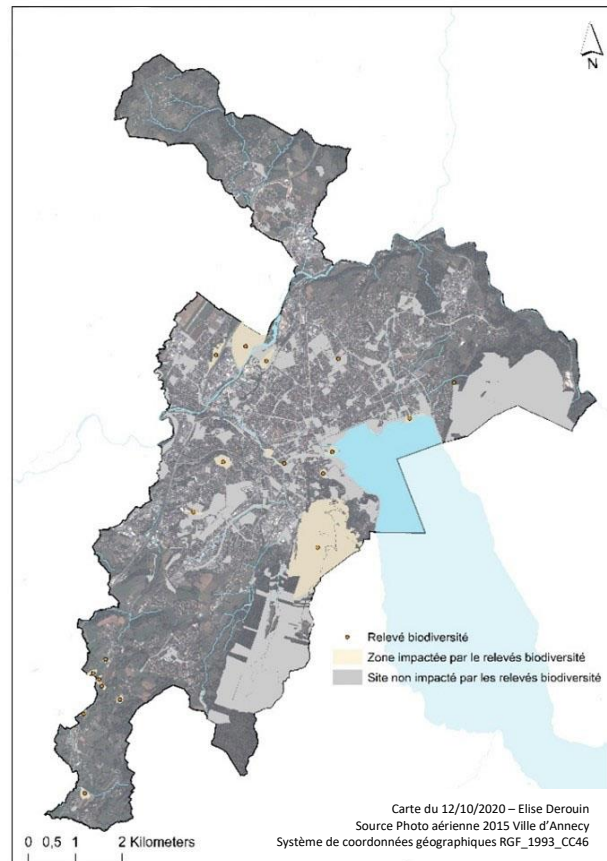 N
Relevé biodiversité
Zone impactée par le relevés biodiversité
Site non impacté par les relevés biodiversité
Carte du 12/10/2020 – Elise Derouin
Source Photo aérienne 2015 Ville d'Annecy
Système de coordonnées géographiques RGF_1993_CC46
0 0,5 1 2 Kilometers